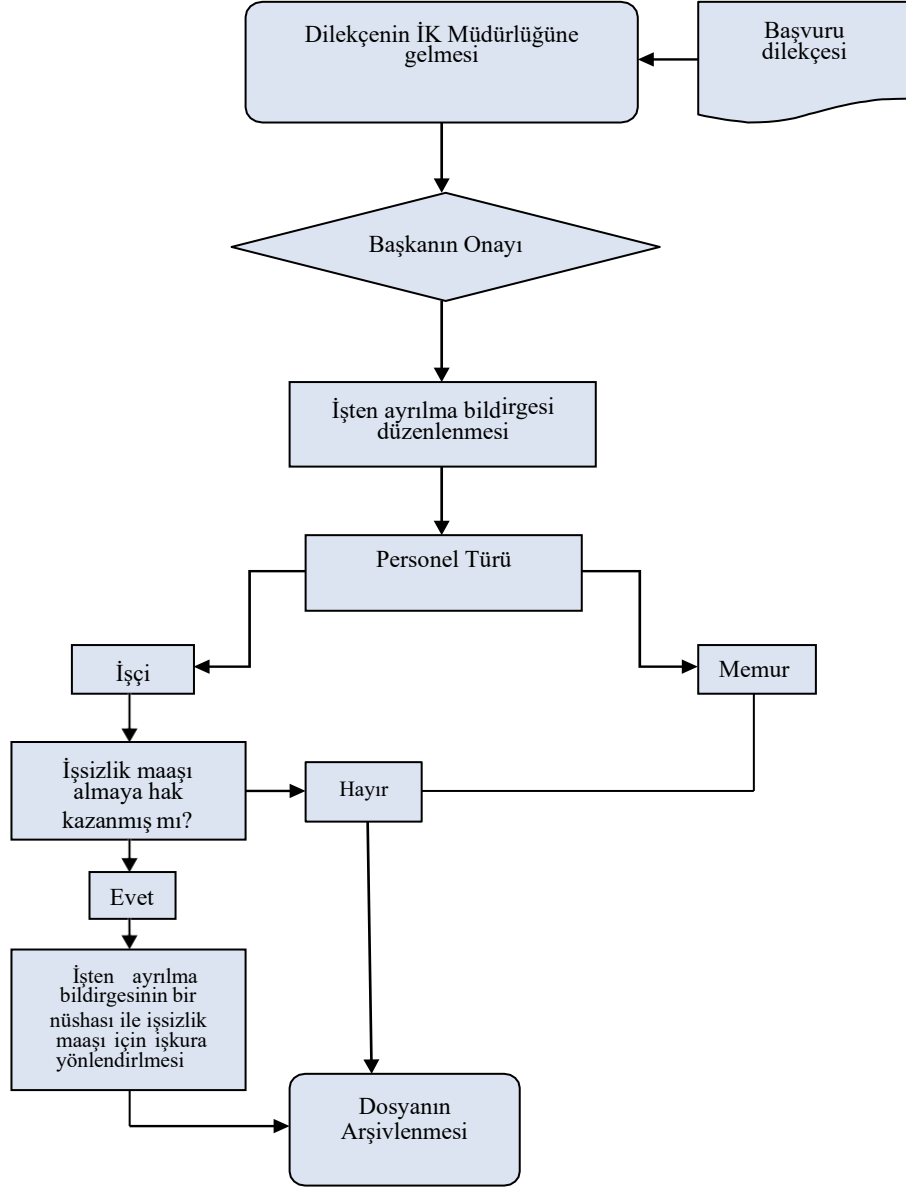 Dilekçenin İK Müdürlüğüne
gelmesi
Başvuru
dilekçesi
Başkanın Onayı
İşten ayrılma bildirgesi
düzenlenmesi
Personel Türü
İşçi
Memur
İşsizlik maaşı
almaya hak
kazanmış mı?
Hayır
Evet
İşten ayrılma
bildirgesinin bir
nüshası ile işsizlik
maaşı için işkura
yönlendirlmesi
Dosyanın
Arşivlenmesi